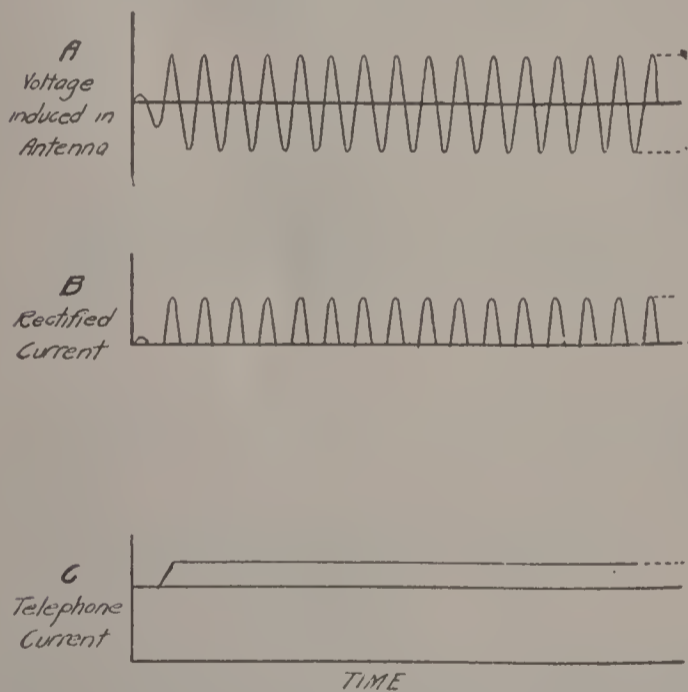 A
Voltage
induced in
Antenna
B
Rectified
Current
C
Telephone
Current
TIME